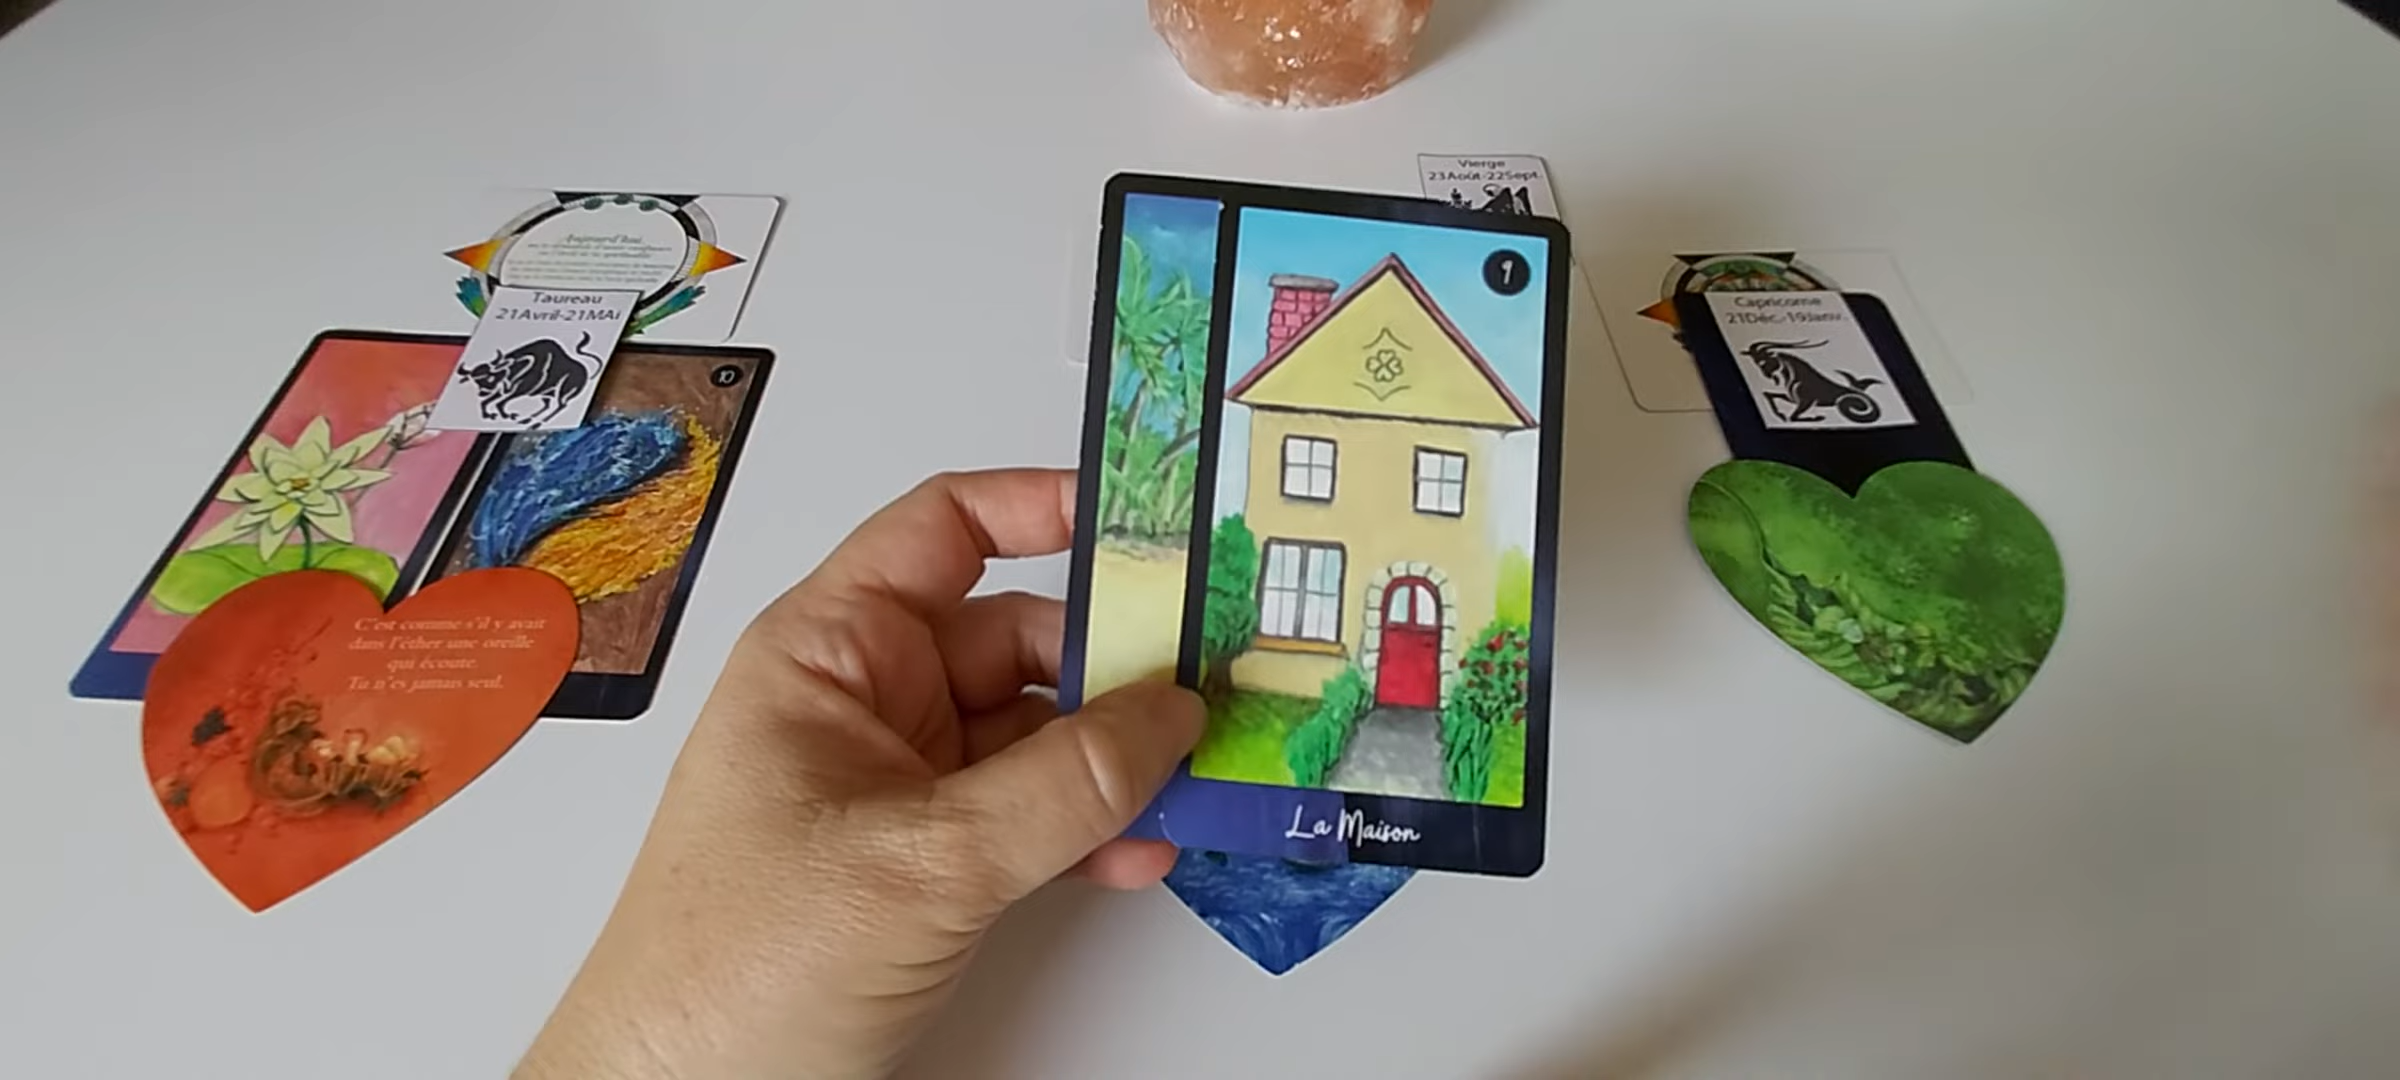 Aujourd'hui
Taureau
21Avril-21MAi
10
C'est comme s'il y avait
dans l'éther une oreille
qui écoute.
Tu n'es jamais seul.
Vierge
23Août-22Sept.
9
La Maison
Capricorne
21Déc.-19Janv.